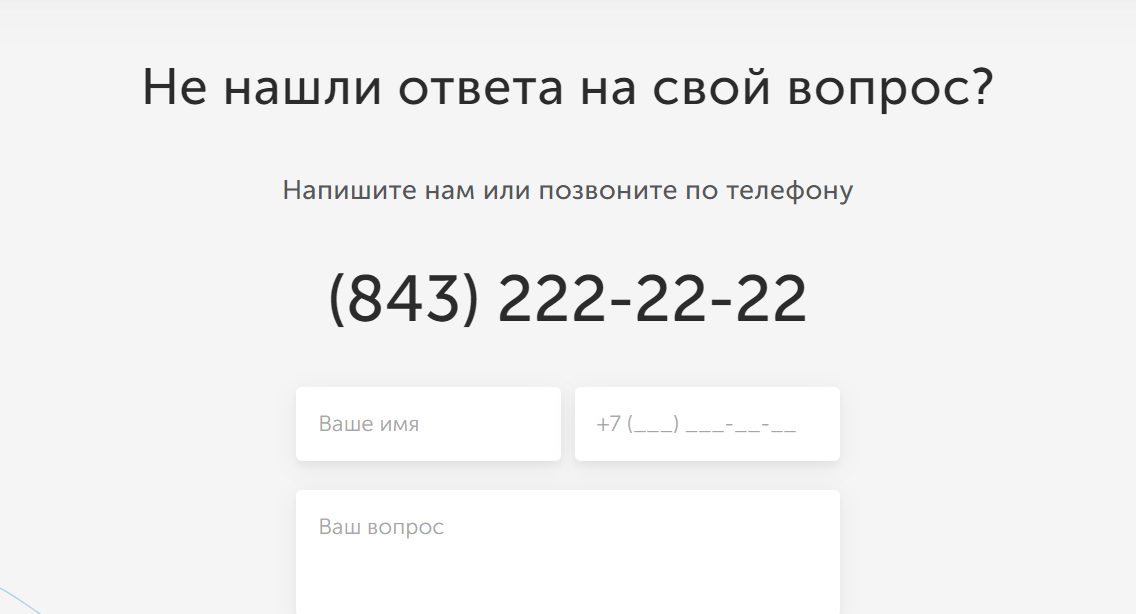 Не нашли ответа на свой вопрос?
Напишите нам или позвоните по телефону
(843) 222-22-22
Ваше имя
+7 (___) ___-__-__
Ваш вопрос